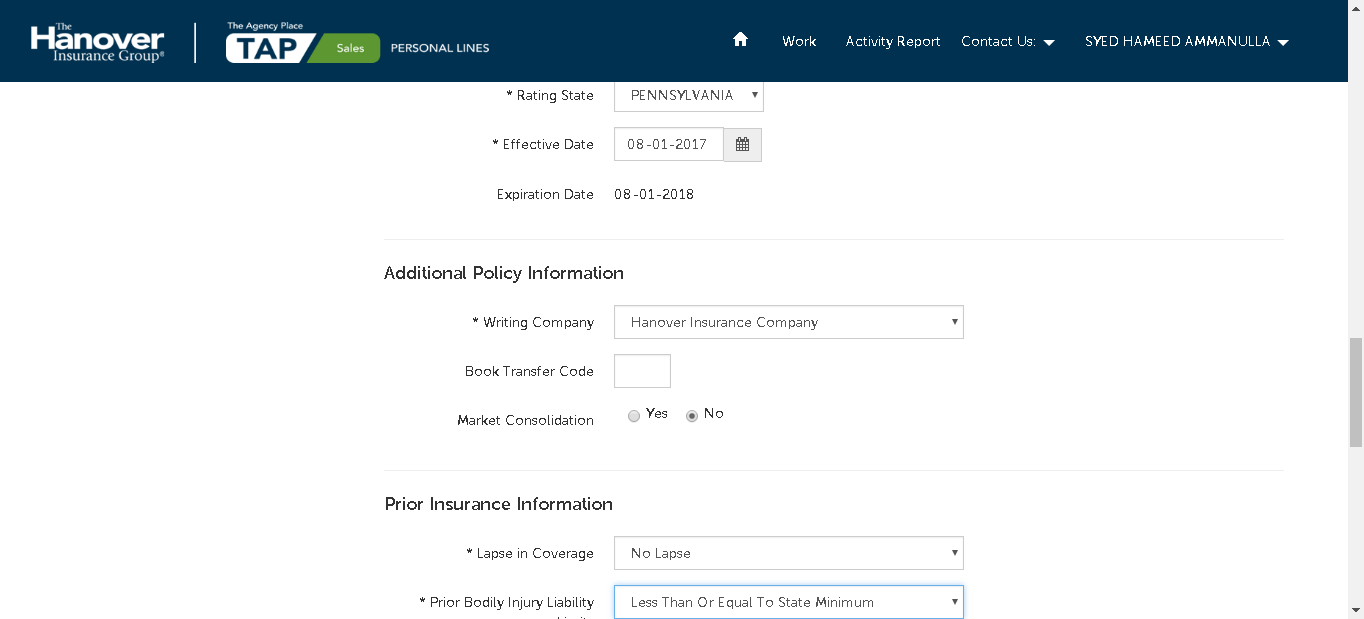 The
Hanover
Insurance Group®
The Agency Place
TAP Sales PERSONAL LINES
Work Activity Report Contact Us: SYED HAMEED AMMANULLA
* Rating State PENNSYLVANIA
* Effective Date 08-01-2017
Expiration Date 08-01-2018
Additional Policy Information
* Writing Company Hanover Insurance Company
Book Transfer Code
Market Consolidation Yes No
Prior Insurance Information
* Lapse in Coverage No Lapse
* Prior Bodily Injury Liability Less Than Or Equal To State Minimum